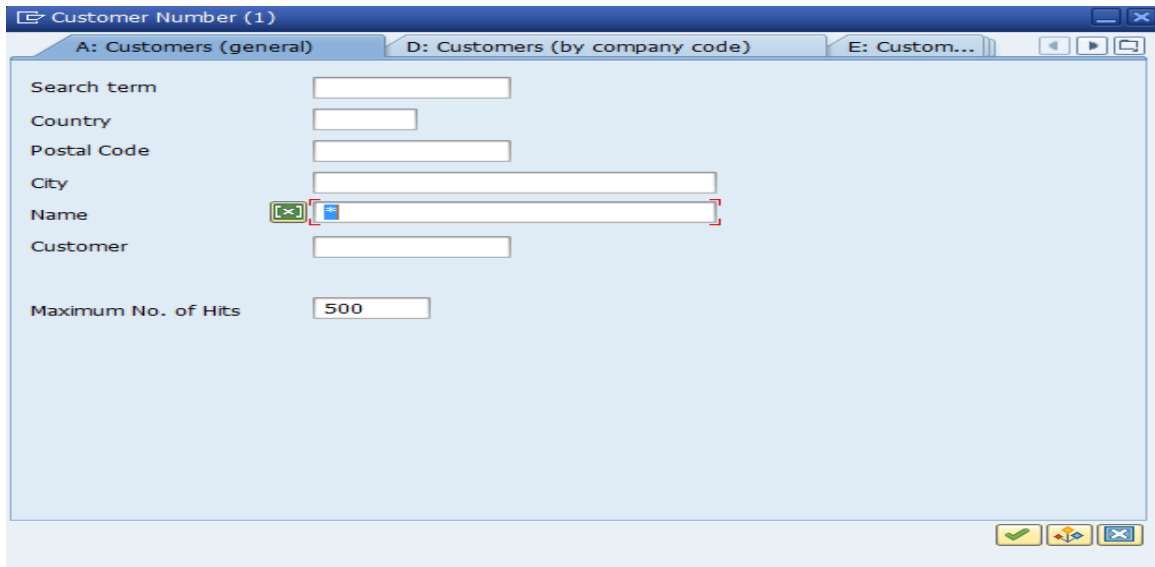 Customer Number (1)
A: Customers (general) D: Customers (by company code) E: Custom...
Search term
Country
Postal Code
City
Name *
Customer
Maximum No. of Hits 500